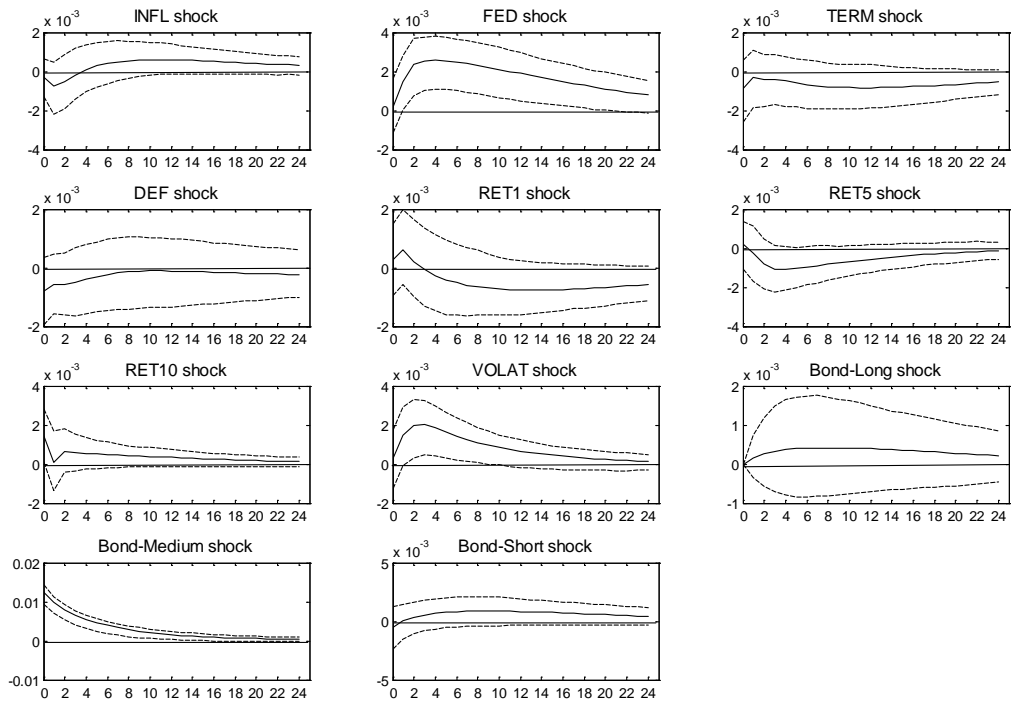 INFL shock
x 10-3
2
0
-2
-4
0 2 4 6 8 10 12 14 16 18 20 22 24
FED shock
x 10-3
4
2
0
-2
0 2 4 6 8 10 12 14 16 18 20 22 24
TERM shock
x 10-3
2
0
-2
-4
0 2 4 6 8 10 12 14 16 18 20 22 24
DEF shock
x 10-3
2
0
-2
0 2 4 6 8 10 12 14 16 18 20 22 24
RET1 shock
x 10-3
2
0
-2
0 2 4 6 8 10 12 14 16 18 20 22 24
RET5 shock
x 10-3
2
0
-2
-4
0 2 4 6 8 10 12 14 16 18 20 22 24
RET10 shock
x 10-3
4
2
0
-2
0 2 4 6 8 10 12 14 16 18 20 22 24
VOLAT shock
x 10-3
4
2
0
-2
0 2 4 6 8 10 12 14 16 18 20 22 24
Bond-Long shock
x 10-3
2
1
0
-1
0 2 4 6 8 10 12 14 16 18 20 22 24
Bond-Medium shock
0.02
0.01
0
-0.01
0 2 4 6 8 10 12 14 16 18 20 22 24
Bond-Short shock
x 10-3
5
0
-5
0 2 4 6 8 10 12 14 16 18 20 22 24